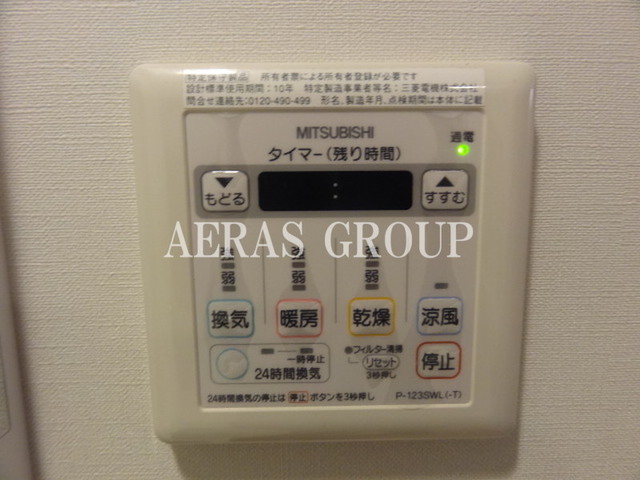 特定保守製品 所有者票による所有者登録が必要です
設計標準使用期間：10年 特定製造事業者等名：三菱電機株式会社
問合せ連絡先：0120-490-499 形名、製造年月、点検期間は本体に記載
MITSUBISHI
通電
タイマー(残り時間)
▼ もどる
:
▲ すすむ
AERAS GROUP
強 強 強
弱 弱 弱
換気 暖房 乾燥 涼風
一時停止
24時間換気
●フィルター清掃
リセット
3秒押し
停止
24時間換気の停止は 停止 ボタンを3秒押し
P-123SWL(-T)